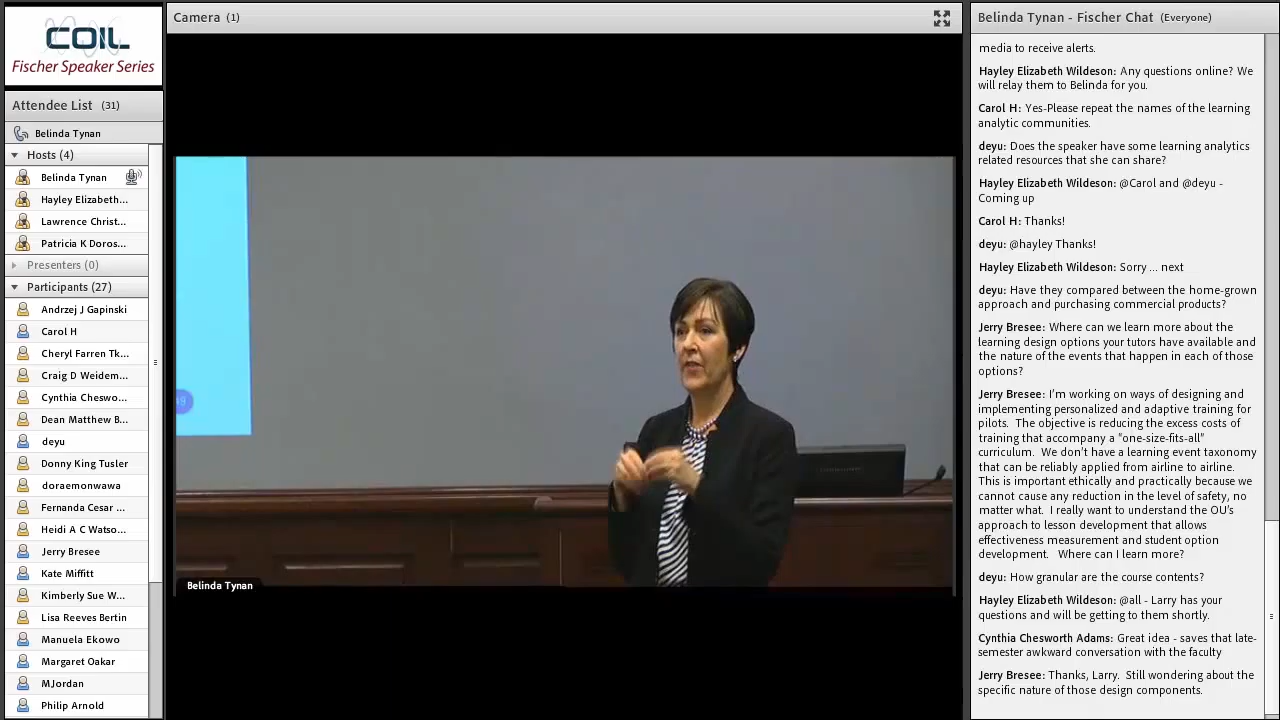 COIL
Fischer Speaker Series
Attendee List (31)
Belinda Tynan
Hosts (4)
Belinda Tynan
Hayley Elizabeth...
Lawrence Christ...
Patricia K Doros...
Presenters (0)
Participants (27)
Andrzej J Gapinski
Carol H
Cheryl Farren Tk...
Craig D Weidem...
Cynthia Cheswo...
Dean Matthew B...
deyu
Donny King Tusler
doraemonwawa
Fernanda Cesar ...
Heidi A C Watso...
Jerry Bresee
Kate Miffitt
Kimberly Sue W...
Lisa Reeves Bertin
Manuela Ekowo
Margaret Oakar
MJordan
Philip Arnold
Camera (1)
49
Belinda Tynan
Belinda Tynan - Fischer Chat (Everyone)
media to receive alerts.
Hayley Elizabeth Wildeson: Any questions online? We
will relay them to Belinda for you.
Carol H: Yes-Please repeat the names of the learning
analytic communities.
deyu: Does the speaker have some learning analytics
related resources that she can share?
Hayley Elizabeth Wildeson: @Carol and @deyu -
Coming up
Carol H: Thanks!
deyu: @hayley Thanks!
Hayley Elizabeth Wildeson: Sorry ... next
deyu: Have they compared between the home-grown
approach and purchasing commercial products?
Jerry Bresee: Where can we learn more about the
learning design options your tutors have available and
the nature of the events that happen in each of those
options?
Jerry Bresee: I'm working on ways of designing and
implementing personalized and adaptive training for
pilots. The objective is reducing the excess costs of
training that accompany a "one-size-fits-all"
curriculum. We don't have a learning event taxonomy
that can be reliably applied from airline to airline.
This is important ethically and practically because we
cannot cause any reduction in the level of safety, no
matter what. I really want to understand the OU's
approach to lesson development that allows
effectiveness measurement and student option
development. Where can I learn more?
deyu: How granular are the course contents?
Hayley Elizabeth Wildeson: @all - Larry has your
questions and will be getting to them shortly.
Cynthia Chesworth Adams: Great idea - saves that late-
semester awkward conversation with the faculty
Jerry Bresee: Thanks, Larry. Still wondering about the
specific nature of those design components.